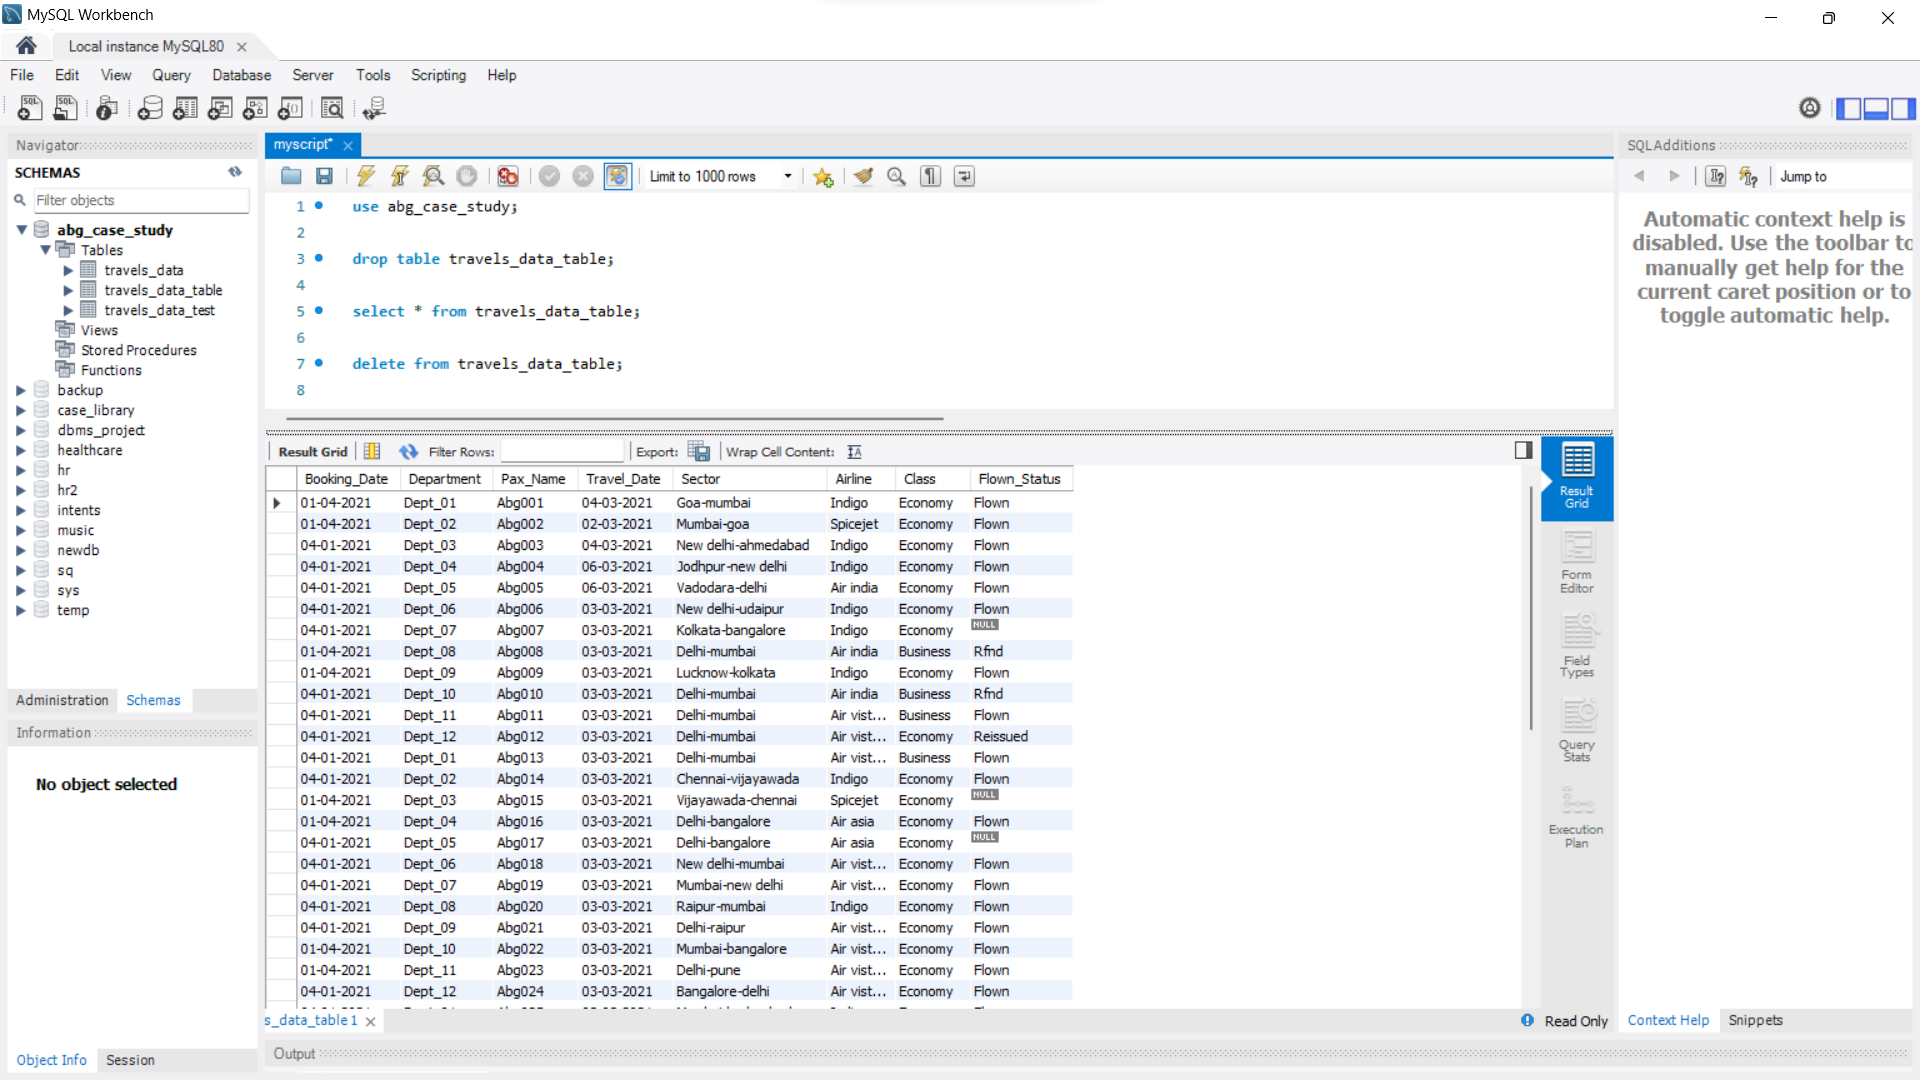 MySQL Workbench
Local instance MySQL80
File Edit View Query Database Server Tools Scripting Help
Navigator
SCHEMAS
Filter objects
abg_case_study
Tables
travels_data
travels_data_table
travels_data_test
Views
Stored Procedures
Functions
backup
case_library
dbms_project
healthcare
hr
hr2
intents
music
newdb
sq
sys
temp
Administration Schemas
Information
No object selected
Object Info Session
myscript*
Limit to 1000 rows
1 use abg_case_study;
2
3 drop table travels_data_table;
4
5 select * from travels_data_table;
6
7 delete from travels_data_table;
8
Result Grid Filter Rows: Export: Wrap Cell Content:
Booking_Date Department Pax_Name Travel_Date Sector Airline Class Flown_Status
01-04-2021 Dept_01 Abg001 04-03-2021 Goa-mumbai Indigo Economy Flown
01-04-2021 Dept_02 Abg002 02-03-2021 Mumbai-goa Spicejet Economy Flown
04-01-2021 Dept_03 Abg003 04-03-2021 New delhi-ahmedabad Indigo Economy Flown
04-01-2021 Dept_04 Abg004 06-03-2021 Jodhpur-new delhi Indigo Economy Flown
04-01-2021 Dept_05 Abg005 06-03-2021 Vadodara-delhi Air india Economy Flown
04-01-2021 Dept_06 Abg006 03-03-2021 New delhi-udaipur Indigo Economy Flown
04-01-2021 Dept_07 Abg007 03-03-2021 Kolkata-bangalore Indigo Economy NULL
01-04-2021 Dept_08 Abg008 03-03-2021 Delhi-mumbai Air india Business Rfnd
01-04-2021 Dept_09 Abg009 03-03-2021 Lucknow-kolkata Indigo Economy Flown
04-01-2021 Dept_10 Abg010 03-03-2021 Delhi-mumbai Air india Business Rfnd
04-01-2021 Dept_11 Abg011 03-03-2021 Delhi-mumbai Air vist... Business Flown
04-01-2021 Dept_12 Abg012 03-03-2021 Delhi-mumbai Air vist... Economy Reissued
04-01-2021 Dept_01 Abg013 03-03-2021 Delhi-mumbai Air vist... Business Flown
04-01-2021 Dept_02 Abg014 03-03-2021 Chennai-vijayawada Indigo Economy Flown
01-04-2021 Dept_03 Abg015 03-03-2021 Vijayawada-chennai Spicejet Economy NULL
01-04-2021 Dept_04 Abg016 03-03-2021 Delhi-bangalore Air asia Economy Flown
04-01-2021 Dept_05 Abg017 03-03-2021 Delhi-bangalore Air asia Economy NULL
04-01-2021 Dept_06 Abg018 03-03-2021 New delhi-mumbai Air vist... Economy Flown
04-01-2021 Dept_07 Abg019 03-03-2021 Mumbai-new delhi Air vist... Economy Flown
04-01-2021 Dept_08 Abg020 03-03-2021 Raipur-mumbai Indigo Economy Flown
04-01-2021 Dept_09 Abg021 03-03-2021 Delhi-raipur Air vist... Economy Flown
01-04-2021 Dept_10 Abg022 03-03-2021 Mumbai-bangalore Air vist... Economy Flown
01-04-2021 Dept_11 Abg023 03-03-2021 Delhi-pune Air vist... Economy Flown
04-01-2021 Dept_12 Abg024 03-03-2021 Bangalore-delhi Air vist... Economy Flown
s_data_table 1
Read Only
Output
Result
Grid
Form
Editor
Field
Types
Query
Stats
Execution
Plan
SQLAdditions
Jump to
Automatic context help is
disabled. Use the toolbar to
manually get help for the
current caret position or to
toggle automatic help.
Context Help Snippets